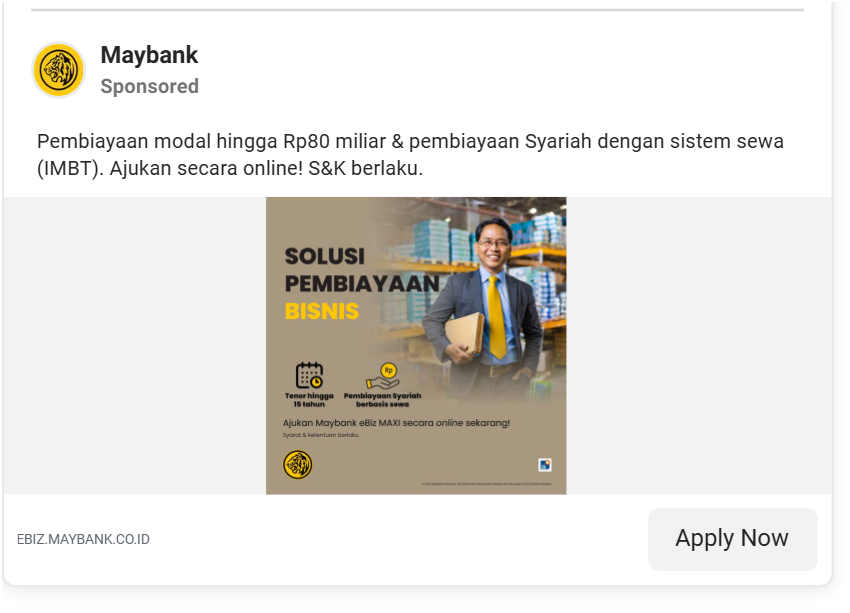 Maybank
Sponsored
Pembiayaan modal hingga Rp80 miliar & pembiayaan Syariah dengan sistem sewa
(IMBT). Ajukan secara online! S&K berlaku.
SOLUSI
PEMBIAYAAN
BISNIS
Rp
Tenor hingga
15 tahun
Pembiayaan Syariah
berbasis sewa
Ajukan Maybank eBiz MAXI secara online sekarang!
Syarat & ketentuan berlaku.
EBIZ.MAYBANK.CO.ID
Apply Now